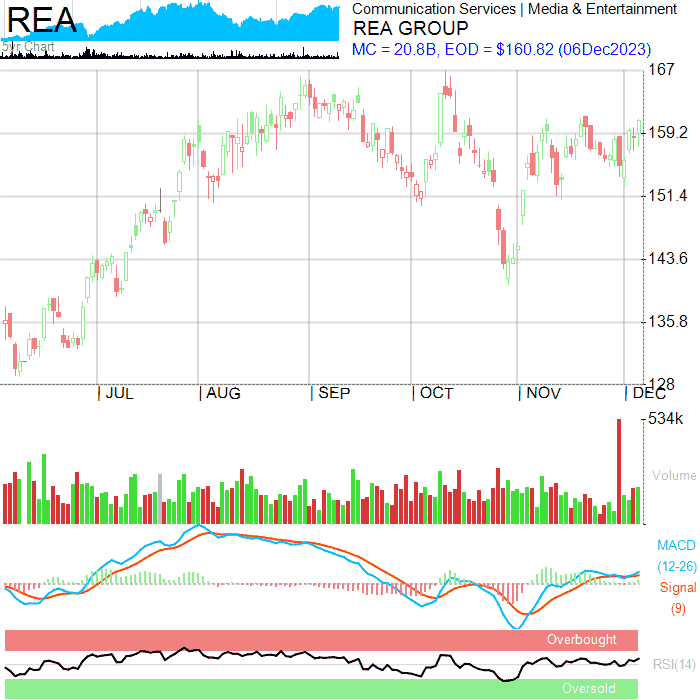 REA
5yr Chart
Communication Services | Media & Entertainment
REA GROUP
MC = 20.8B, EOD = $160.82 (06Dec2023)
167
159.2
151.4
143.6
135.8
128
JUL
AUG
SEP
OCT
NOV
DEC
534k
Volume
MACD
(12-26)
Signal
(9)
Overbought
RSI(14)
Oversold